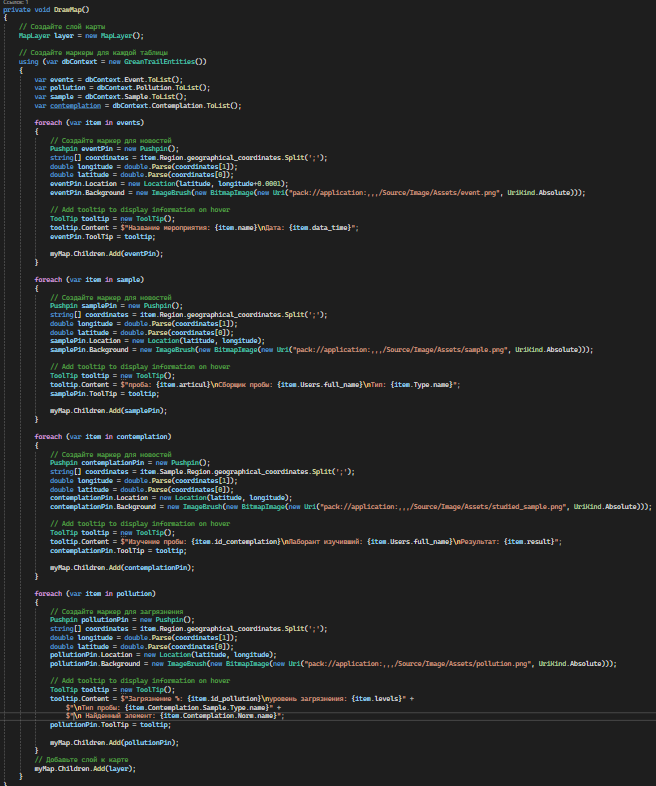 Ссылок: 1
private void DrawMap()
{
// Создайте слой карты
MapLayer layer = new MapLayer();
// Создайте маркеры для каждой таблицы
using (var dbContext = new GreanTrailEntities())
{
var events = dbContext.Event.ToList();
var pollution = dbContext.Pollution.ToList();
var sample = dbContext.Sample.ToList();
var contemplation = dbContext.Contemplation.ToList();
foreach (var item in events)
{
// Создайте маркер для новостей
Pushpin eventPin = new Pushpin();
string[] coordinates = item.Region.geographical_coordinates.Split(';');
double longitude = double.Parse(coordinates[1]);
double latitude = double.Parse(coordinates[0]);
eventPin.Location = new Location(latitude, longitude+0.0001);
eventPin.Background = new ImageBrush(new BitmapImage(new Uri("pack://application:,,,/Source/Image/Assets/event.png", UriKind.Absolute)));
// Add tooltip to display information on hover
ToolTip tooltip = new ToolTip();
tooltip.Content = $"Название мероприятия: {item.name}\nДата: {item.data_time}";
eventPin.ToolTip = tooltip;
myMap.Children.Add(eventPin);
}
foreach (var item in sample)
{
// Создайте маркер для новостей
Pushpin samplePin = new Pushpin();
string[] coordinates = item.Region.geographical_coordinates.Split(';');
double longitude = double.Parse(coordinates[1]);
double latitude = double.Parse(coordinates[0]);
samplePin.Location = new Location(latitude, longitude);
samplePin.Background = new ImageBrush(new BitmapImage(new Uri("pack://application:,,,/Source/Image/Assets/sample.png", UriKind.Absolute)));
// Add tooltip to display information on hover
ToolTip tooltip = new ToolTip();
tooltip.Content = $"проба: {item.articul}\nСборщик пробы: {item.Users.full_name}\nТип: {item.Type.name}";
samplePin.ToolTip = tooltip;
myMap.Children.Add(samplePin);
}
foreach (var item in contemplation)
{
// Создайте маркер для новостей
Pushpin contemplationPin = new Pushpin();
string[] coordinates = item.Sample.Region.geographical_coordinates.Split(';');
double longitude = double.Parse(coordinates[1]);
double latitude = double.Parse(coordinates[0]);
contemplationPin.Location = new Location(latitude, longitude);
contemplationPin.Background = new ImageBrush(new BitmapImage(new Uri("pack://application:,,,/Source/Image/Assets/studied_sample.png", UriKind.Absolute)));
// Add tooltip to display information on hover
ToolTip tooltip = new ToolTip();
tooltip.Content = $"Изучение пробы: {item.id_contemplation}\nЛаборант изучивший: {item.Users.full_name}\nРезультат: {item.result}";
contemplationPin.ToolTip = tooltip;
myMap.Children.Add(contemplationPin);
}
foreach (var item in pollution)
{
// Создайте маркер для загрязнения
Pushpin pollutionPin = new Pushpin();
string[] coordinates = item.Region.geographical_coordinates.Split(';');
double longitude = double.Parse(coordinates[1]);
double latitude = double.Parse(coordinates[0]);
pollutionPin.Location = new Location(latitude, longitude);
pollutionPin.Background = new ImageBrush(new BitmapImage(new Uri("pack://application:,,,/Source/Image/Assets/pollution.png", UriKind.Absolute)));
// Add tooltip to display information on hover
ToolTip tooltip = new ToolTip();
tooltip.Content = $"Загрязнение %: {item.id_pollution}\nуровень загрязнения: {item.levels}" +
$"\nТип пробы: {item.Contemplation.Sample.Type.name}" +
$"\n Найденный элемент: {item.Contemplation.Norm.name}";
pollutionPin.ToolTip = tooltip;
myMap.Children.Add(pollutionPin);
}
// Добавьте слой к карте
myMap.Children.Add(layer);
}
}